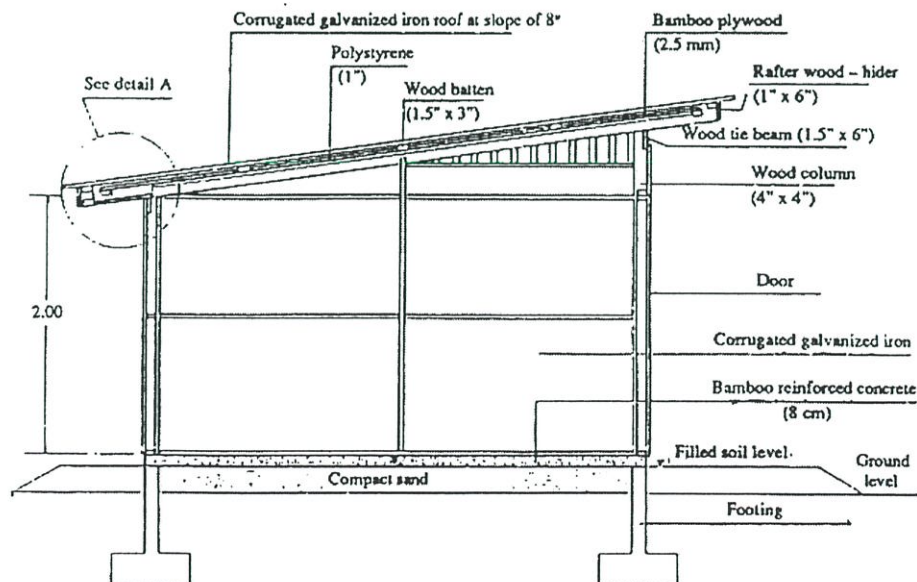 Corrugated galvanized iron roof at slope of 8"
Polystyrene
(1")
See detail A
Wood batten
(1.5" x 3")
Bamboo plywood
(2.5 mm)
Rafter wood – hider
(1" x 6")
Wood tie beam (1.5" x 6")
Wood column
(4" x 4")
2.00
Door
Corrugated galvanized iron
Bamboo reinforced concrete
(8 cm)
Filled soil level
Compact sand
Ground
level
Footing